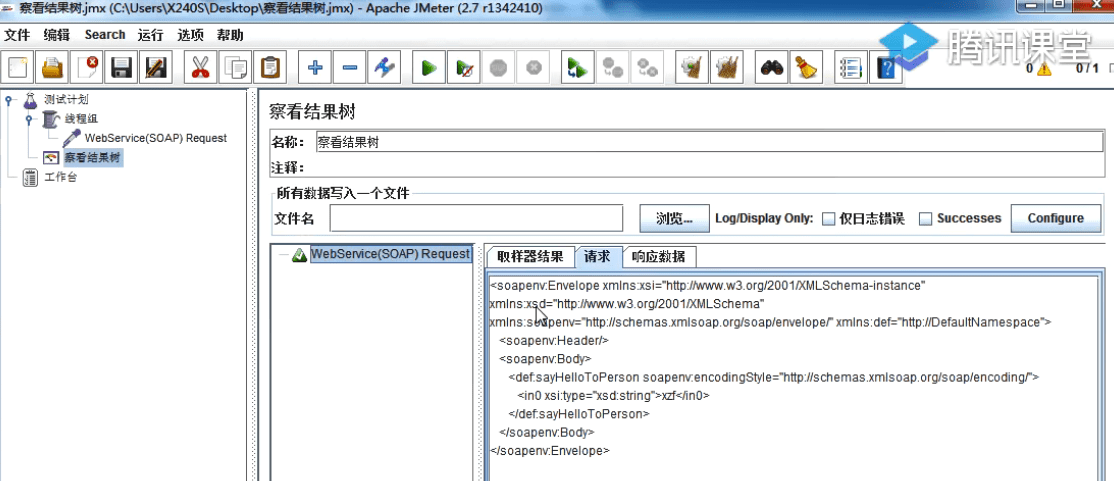 察看结果树.jmx (C:\Users\X240S\Desktop\察看结果树.jmx) - Apache JMeter (2.7 r1342410)
文件 编辑 Search 运行 选项 帮助
腾讯课堂
0 0/1
测试计划
线程组
WebService(SOAP) Request
察看结果树
工作台
察看结果树
名称： 察看结果树
注释：
所有数据写入一个文件
文件名 浏览... Log/Display Only: 仅日志错误 Successes Configure
WebService(SOAP) Request
取样器结果 请求 响应数据
<soapenv:Envelope xmlns:xsi="http://www.w3.org/2001/XMLSchema-instance"
xmlns:xsd="http://www.w3.org/2001/XMLSchema"
xmlns:soapenv="http://schemas.xmlsoap.org/soap/envelope/" xmlns:def="http://DefaultNamespace">
<soapenv:Header/>
<soapenv:Body>
<def:sayHelloToPerson soapenv:encodingStyle="http://schemas.xmlsoap.org/soap/encoding/">
<in0 xsi:type="xsd:string">xzf</in0>
</def:sayHelloToPerson>
</soapenv:Body>
</soapenv:Envelope>